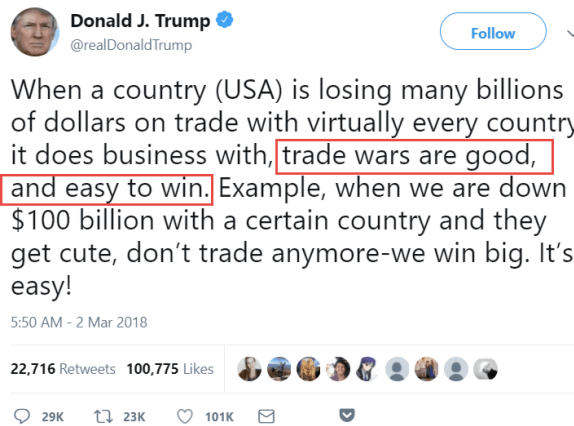 Donald J. Trump
@realDonaldTrump
Follow
When a country (USA) is losing many billions
of dollars on trade with virtually every country
it does business with, trade wars are good,
and easy to win. Example, when we are down
$100 billion with a certain country and they
get cute, don’t trade anymore-we win big. It’s
easy!
5:50 AM - 2 Mar 2018
22,716 Retweets 100,775 Likes
29K 23K 101K